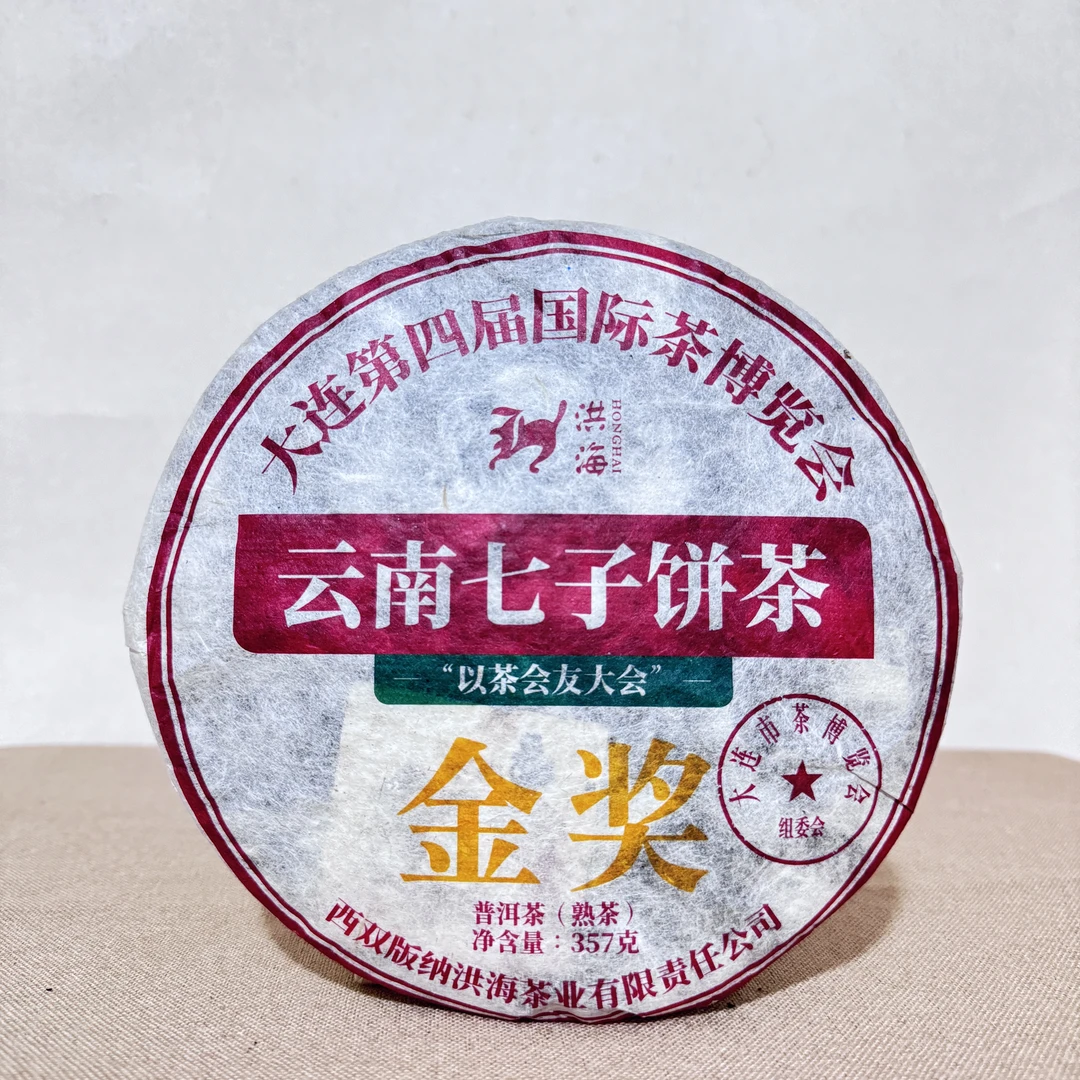 大连第四届国际茶博览会
洪海
HONGHAI
云南七子饼茶
“以茶会友大会”
金奖
大连市茶博览会
组委会
普洱茶（熟茶）
净含量：357克
西双版纳洪海茶业有限责任公司